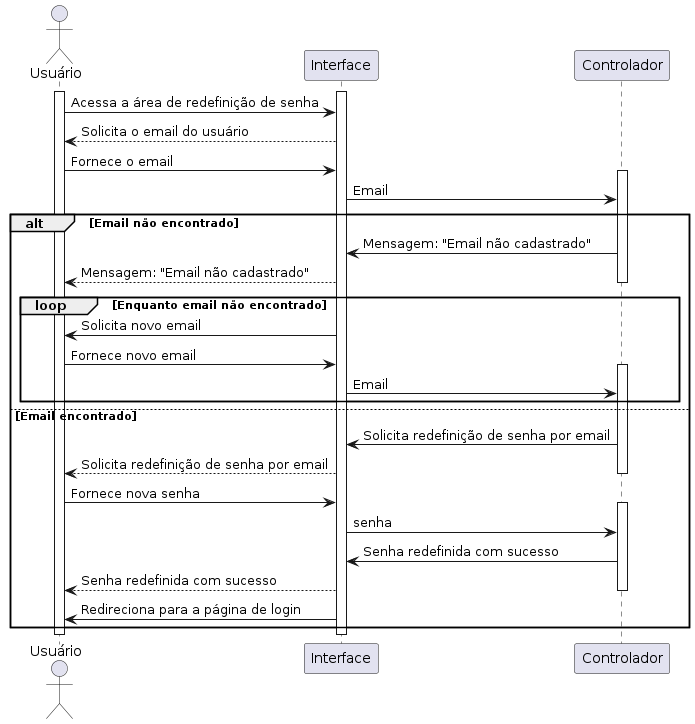 Usuário
Interface
Controlador
Acessa a área de redefinição de senha
Solicita o email do usuário
Fornece o email
Email
alt [Email não encontrado]
Mensagem: "Email não cadastrado"
Mensagem: "Email não cadastrado"
loop [Enquanto email não encontrado]
Solicita novo email
Fornece novo email
Email
[Email encontrado]
Solicita redefinição de senha por email
Solicita redefinição de senha por email
Fornece nova senha
senha
Senha redefinida com sucesso
Senha redefinida com sucesso
Redireciona para a página de login
Usuário
Interface
Controlador